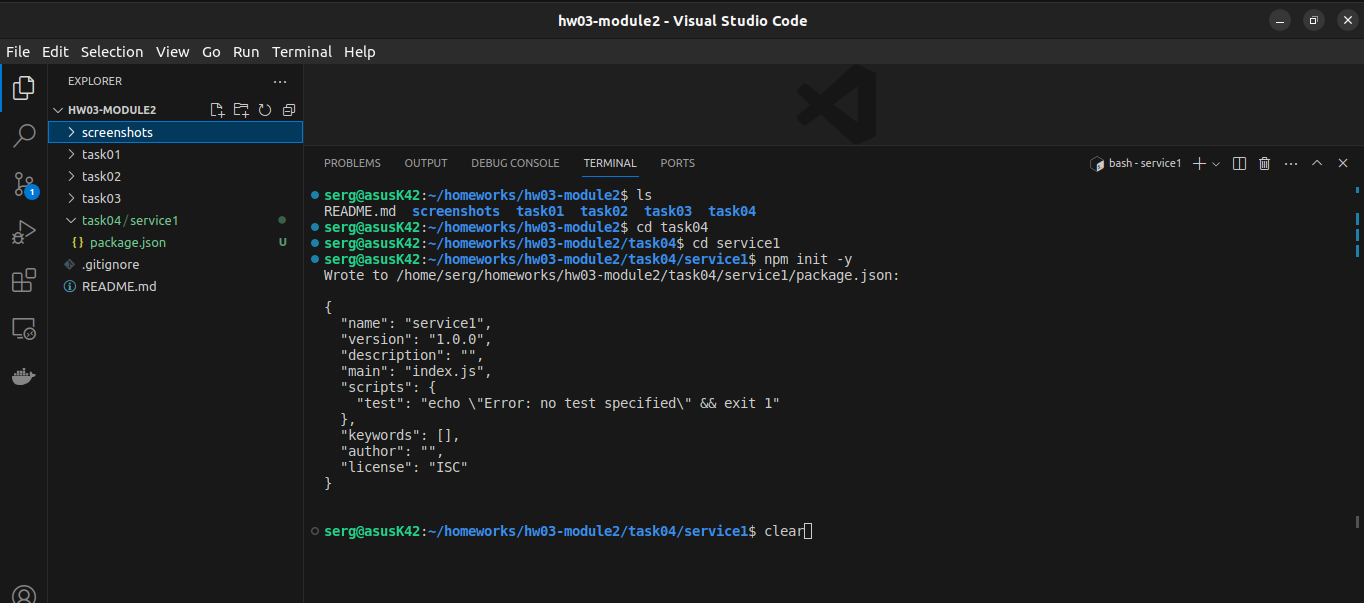 hw03-module2 - Visual Studio Code
File Edit Selection View Go Run Terminal Help
EXPLORER
HW03-MODULE2
screenshots
task01
task02
task03
task04 / service1
{} package.json U
.gitignore
README.md
1
PROBLEMS OUTPUT DEBUG CONSOLE TERMINAL PORTS
bash - service1
serg@asusK42:~/homeworks/hw03-module2$ ls
README.md screenshots task01 task02 task03 task04
serg@asusK42:~/homeworks/hw03-module2$ cd task04
serg@asusK42:~/homeworks/hw03-module2/task04$ cd service1
serg@asusK42:~/homeworks/hw03-module2/task04/service1$ npm init -y
Wrote to /home/serg/homeworks/hw03-module2/task04/service1/package.json:
{
  "name": "service1",
  "version": "1.0.0",
  "description": "",
  "main": "index.js",
  "scripts": {
    "test": "echo \"Error: no test specified\" && exit 1"
  },
  "keywords": [],
  "author": "",
  "license": "ISC"
}
serg@asusK42:~/homeworks/hw03-module2/task04/service1$ clear